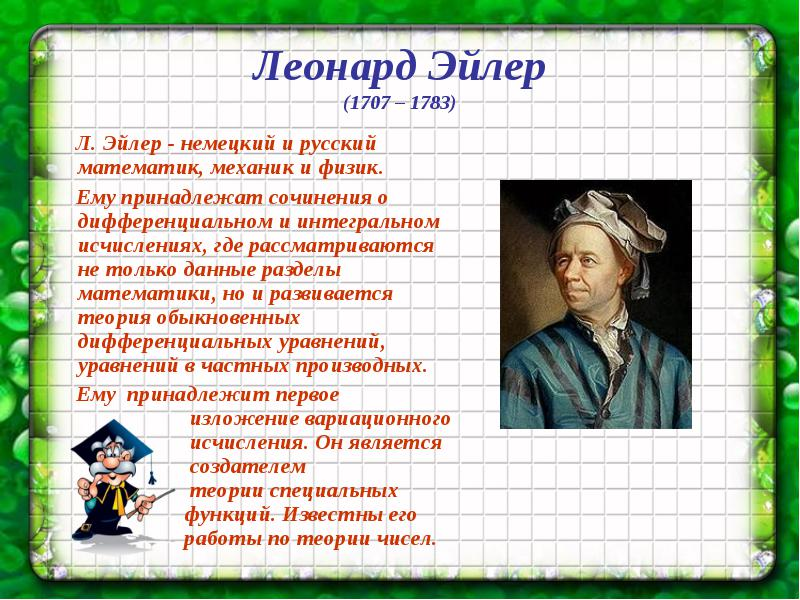 Леонард Эйлер
(1707 – 1783)
Л. Эйлер - немецкий и русский
математик, механик и физик.
Ему принадлежат сочинения о
дифференциальном и интегральном
исчислениях, где рассматриваются
не только данные разделы
математики, но и развивается
теория обыкновенных
дифференциальных уравнений,
уравнений в частных производных.
Ему принадлежит первое
изложение вариационного
исчисления. Он является
создателем
теории специальных
функций. Известны его
работы по теории чисел.